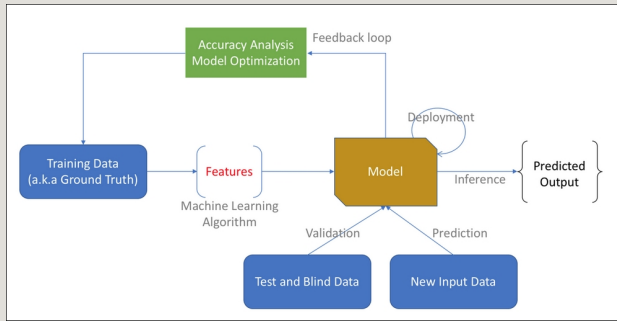 Accuracy Analysis
Model Optimization
Feedback loop
Deployment
Training Data
(a.k.a Ground Truth)
Features
Machine Learning
Algorithm
Model
Inference
Predicted
Output
Validation
Prediction
Test and Blind Data
New Input Data